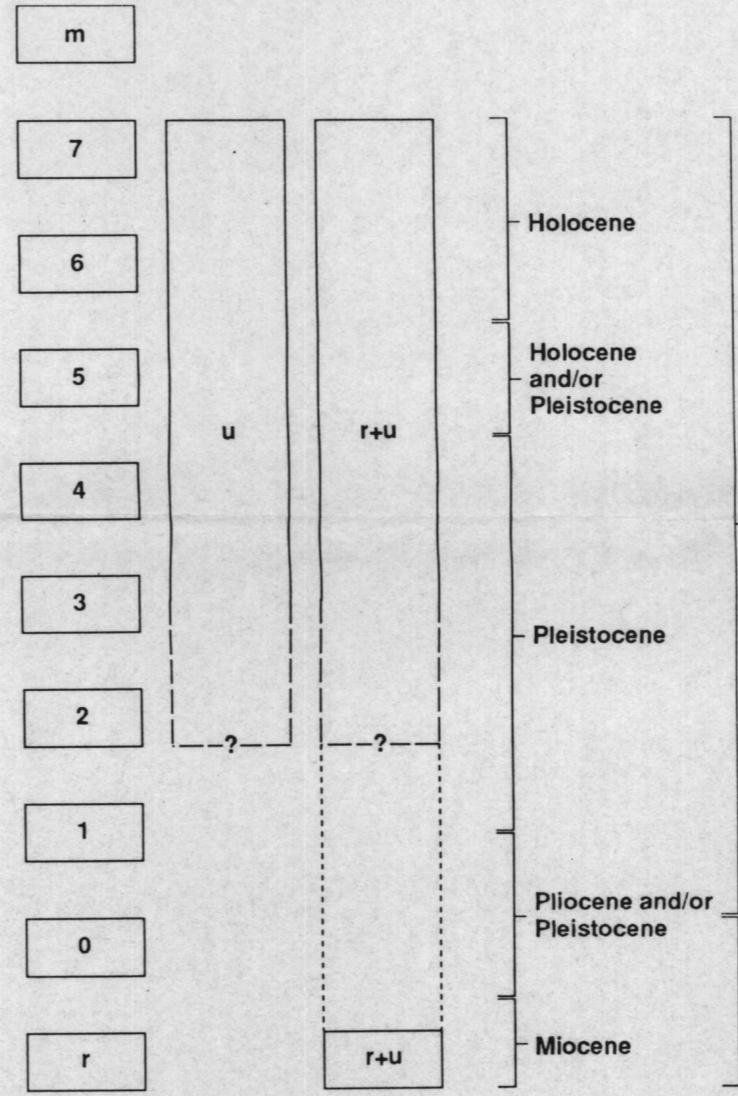 m
7
6
Holocene
5
Holocene
and/or
Pleistocene
u
r+u
4
3
Pleistocene
2
?
?
1
Pliocene and/or
Pleistocene
0
r
r+u
Miocene